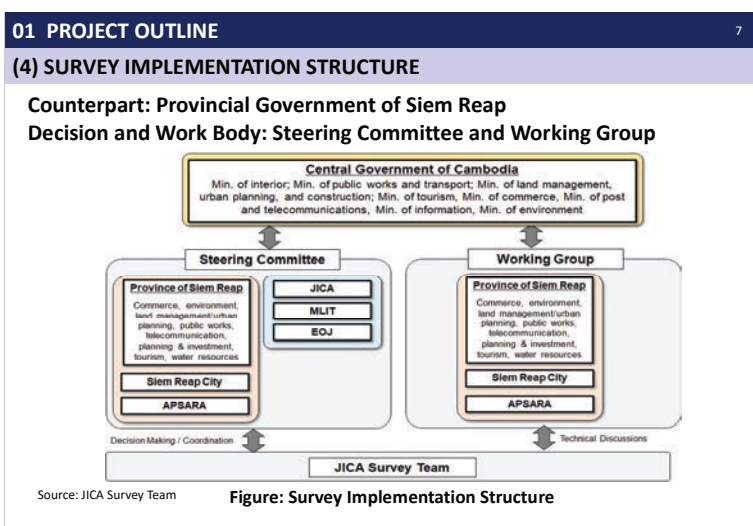 01 PROJECT OUTLINE
7
(4) SURVEY IMPLEMENTATION STRUCTURE
Counterpart: Provincial Government of Siem Reap
Decision and Work Body: Steering Committee and Working Group
Central Government of Cambodia
Min. of interior; Min. of public works and transport; Min. of land management,
urban planning, and construction; Min. of tourism, Min. of commerce, Min. of post
and telecommunications, Min. of information, Min. of environment
Steering Committee
Province of Siem Reap
Commerce, environment,
land management/urban
planning, public works,
telecommunication,
planning & investment,
tourism, water resources
Siem Reap City
APSARA
JICA
MLIT
EOJ
Working Group
Province of Siem Reap
Commerce, environment,
land management/urban
planning, public works,
telecommunication,
planning & investment,
tourism, water resources
Siem Reap City
APSARA
Decision Making / Coordination
Technical Discussions
JICA Survey Team
Source: JICA Survey Team
Figure: Survey Implementation Structure